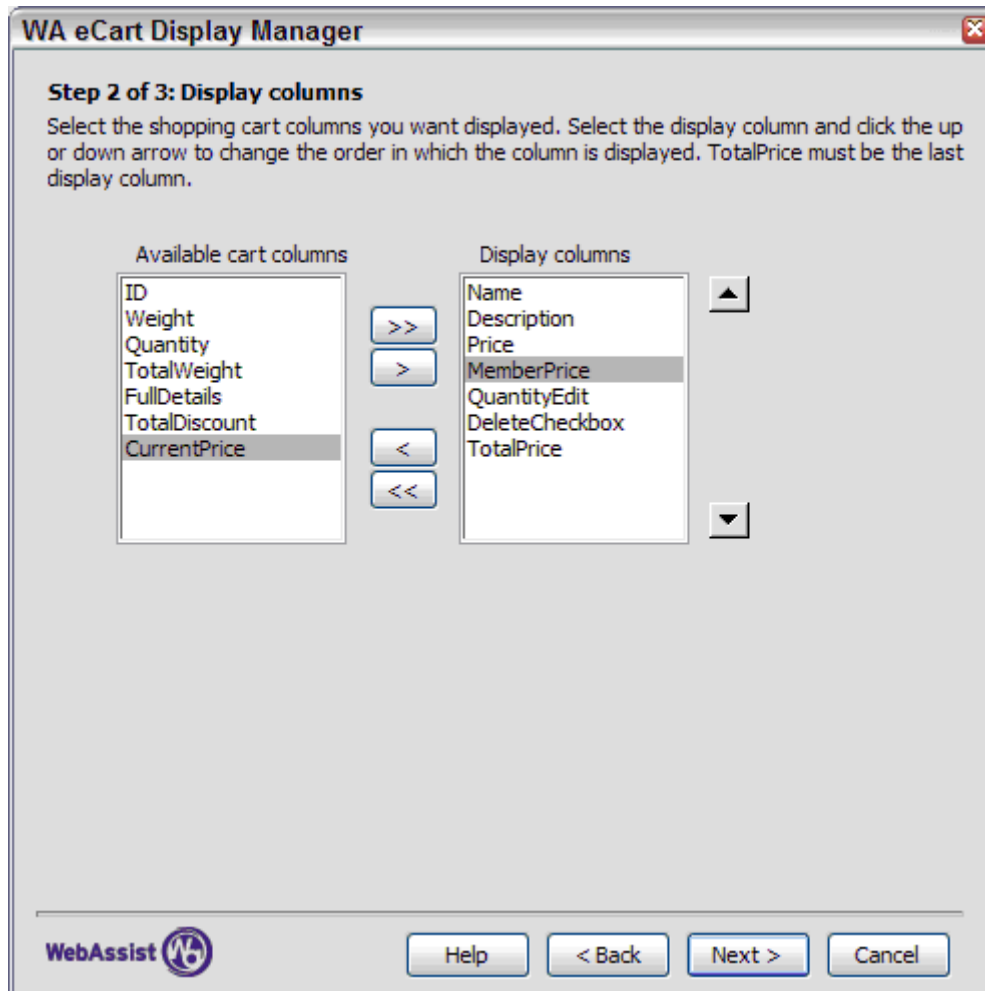 WA eCart Display Manager
Step 2 of 3: Display columns
Select the shopping cart columns you want displayed. Select the display column and click the up
or down arrow to change the order in which the column is displayed. TotalPrice must be the last
display column.
Available cart columns
ID
Weight
Quantity
TotalWeight
FullDetails
TotalDiscount
CurrentPrice
>>
>
<
<<
Display columns
Name
Description
Price
MemberPrice
QuantityEdit
DeleteCheckbox
TotalPrice
WebAssist
Help
< Back
Next >
Cancel